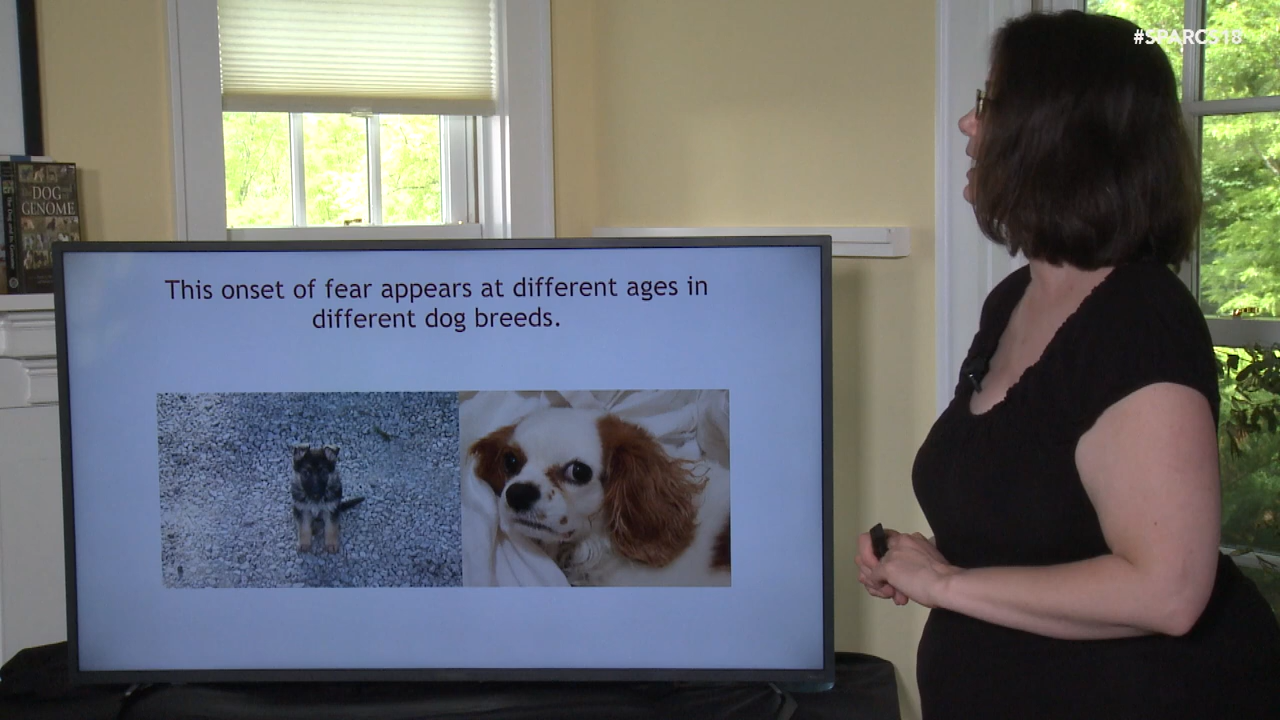 #SPARCS18
DOG
GENOME
This onset of fear appears at different ages in
different dog breeds.